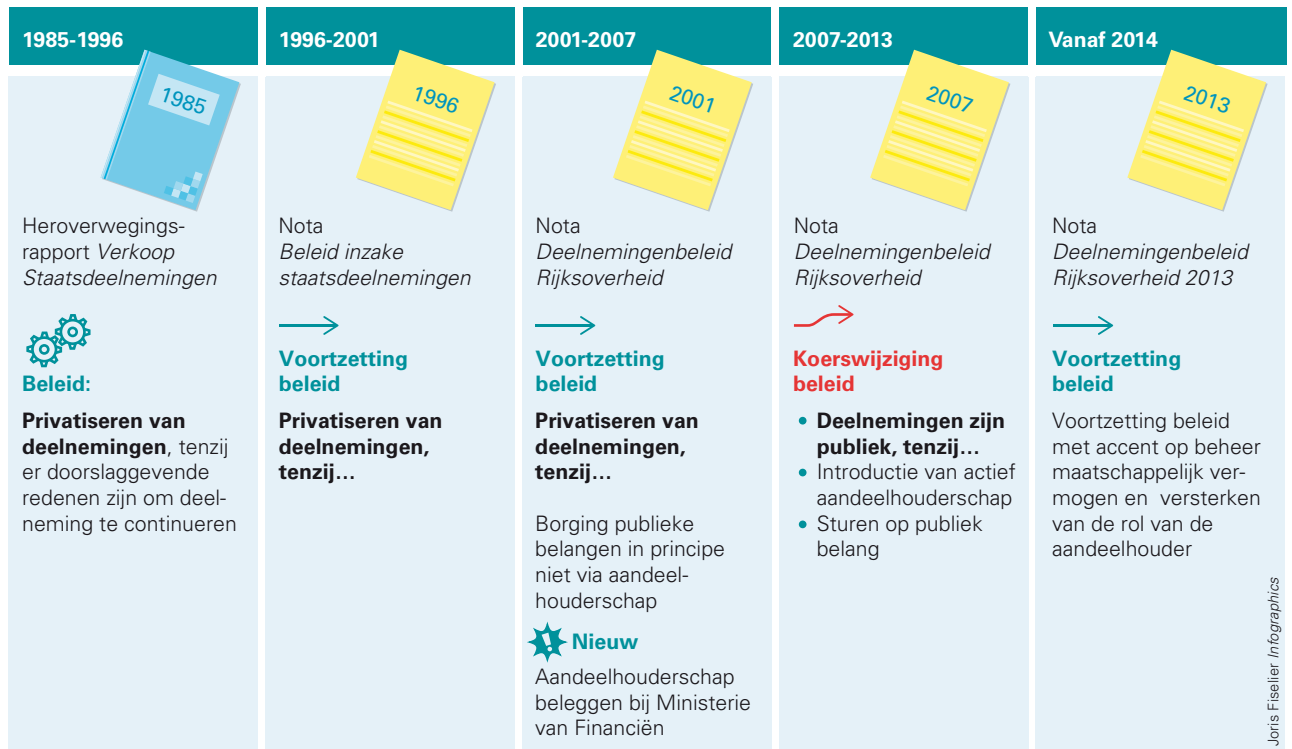 1985-1996
1985
Heroverwegings-
rapport Verkoop
Staatsdeelnemingen
Beleid:
Privatiseren van
deelnemingen, tenzij
er doorslaggevende
redenen zijn om deel-
neming te continueren
1996-2001
1996
Nota
Beleid inzake
staatsdeelnemingen
Voortzetting
beleid
Privatiseren van
deelnemingen,
tenzij...
2001-2007
2001
Nota
Deelnemingenbeleid
Rijksoverheid
Voortzetting
beleid
Privatiseren van
deelnemingen,
tenzij...
Borging publieke
belangen in principe
niet via aandeel-
houderschap
Nieuw
Aandeelhouderschap
beleggen bij Ministerie
van Financiën
2007-2013
2007
Nota
Deelnemingenbeleid
Rijksoverheid
Koerswijziging
beleid
• Deelnemingen zijn
publiek, tenzij...
• Introductie van actief
aandeelhouderschap
• Sturen op publiek
belang
Vanaf 2014
2013
Nota
Deelnemingenbeleid
Rijksoverheid 2013
Voortzetting
beleid
Voortzetting beleid
met accent op beheer
maatschappelijk ver-
mogen en versterken
van de rol van de
aandeelhouder
Joris Fiselier Infographics